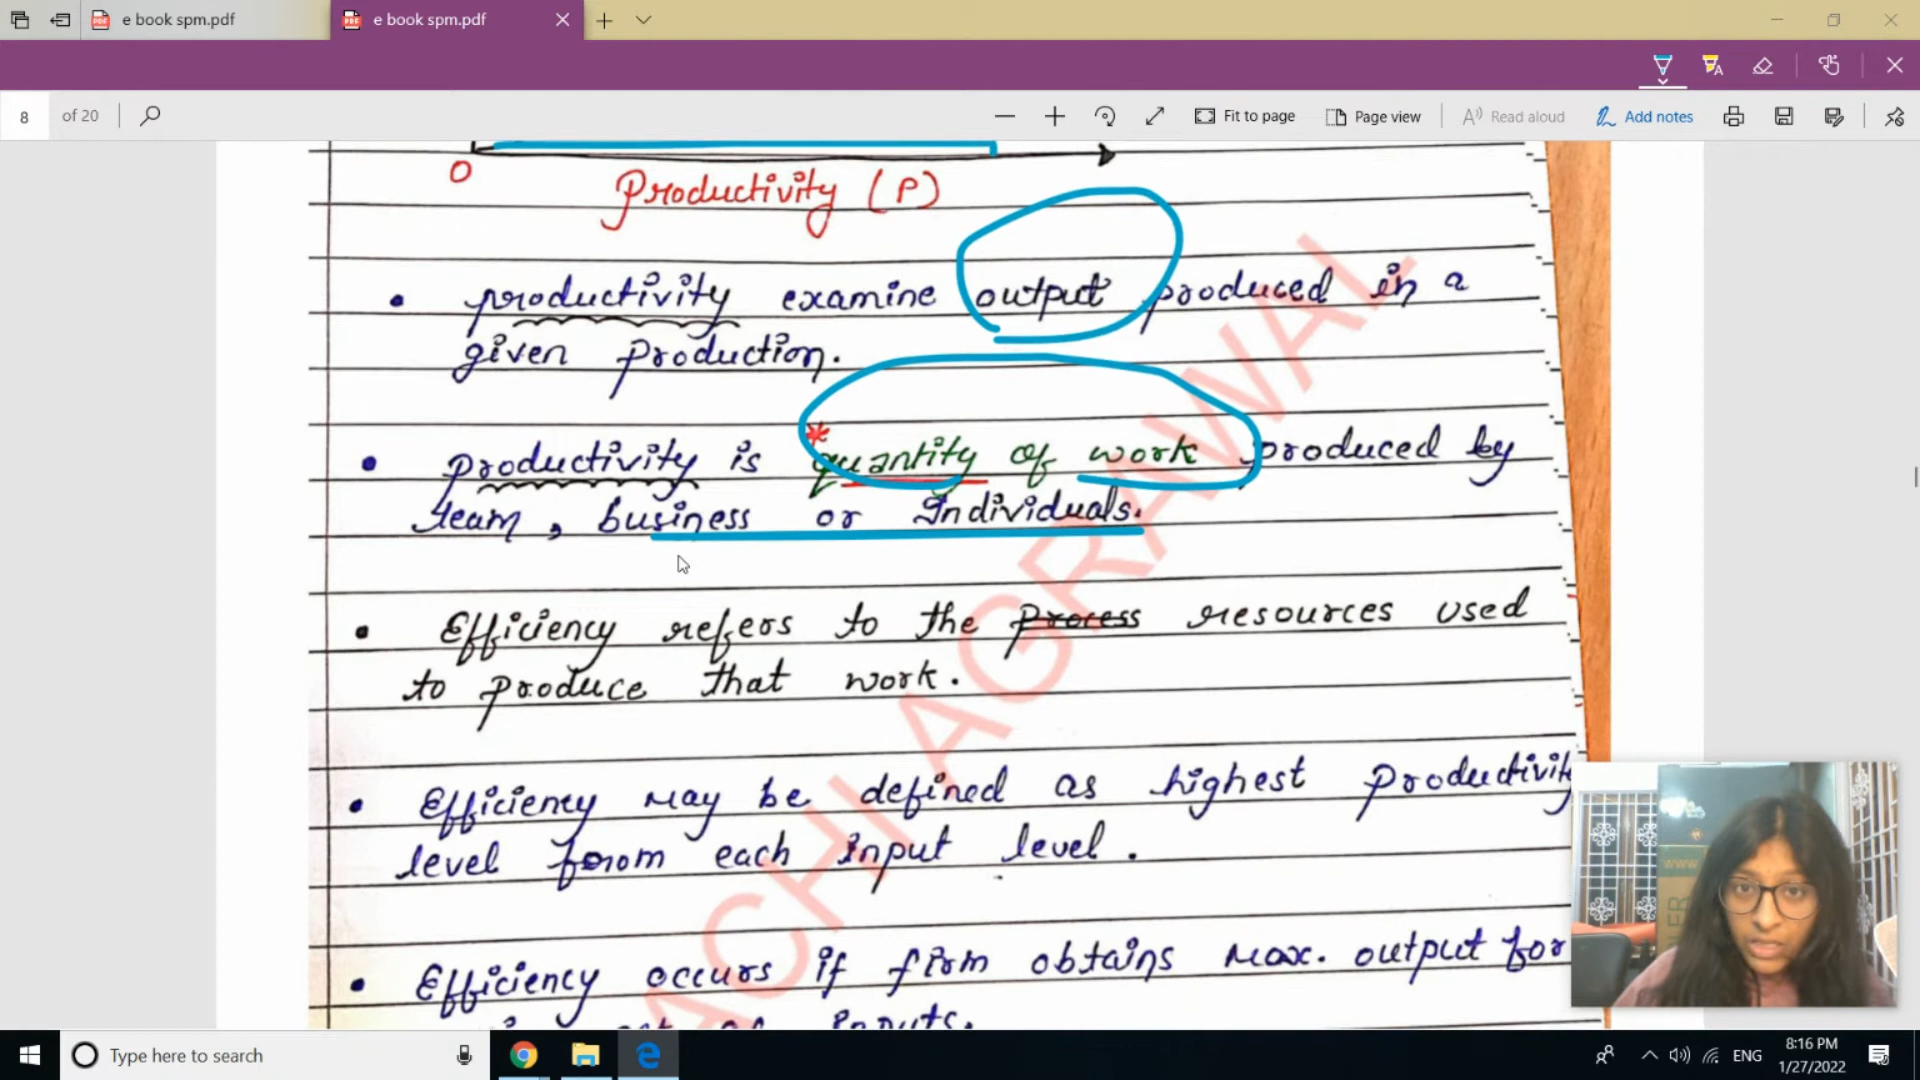 e book spm.pdf
e book spm.pdf
8 of 20
Fit to page
Page view
Read aloud
Add notes
0
Productivity (P)
• productivity examine output produced in a
given production.
• productivity is *quantity of work produced by
team, business or Individuals.
• Efficiency refers to the process resources used
to produce that work.
• Efficiency may be defined as highest productivity
level from each input level.
• Efficiency occurs if firm obtains max. output for
inputs.
ACHI AGRAWAL
Type here to search
ENG
8:16 PM
1/27/2022